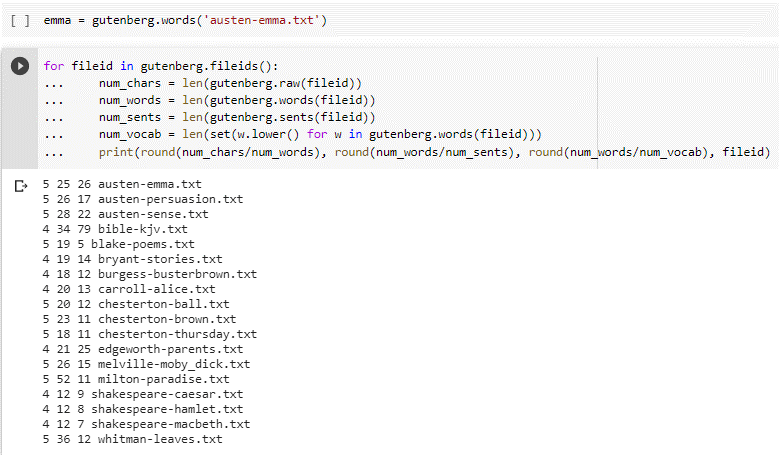 [ ] emma = gutenberg.words('austen-emma.txt')
for fileid in gutenberg.fileids():
... num_chars = len(gutenberg.raw(fileid))
... num_words = len(gutenberg.words(fileid))
... num_sents = len(gutenberg.sents(fileid))
... num_vocab = len(set(w.lower() for w in gutenberg.words(fileid)))
... print(round(num_chars/num_words), round(num_words/num_sents), round(num_words/num_vocab), fileid)
5 25 26 austen-emma.txt
5 26 17 austen-persuasion.txt
5 28 22 austen-sense.txt
4 34 79 bible-kjv.txt
5 19 5 blake-poems.txt
4 19 14 bryant-stories.txt
4 18 12 burgess-busterbrown.txt
4 20 13 carroll-alice.txt
5 20 12 chesterton-ball.txt
5 23 11 chesterton-brown.txt
5 18 11 chesterton-thursday.txt
4 21 25 edgeworth-parents.txt
5 26 15 melville-moby_dick.txt
5 52 11 milton-paradise.txt
4 12 9 shakespeare-caesar.txt
4 12 8 shakespeare-hamlet.txt
4 12 7 shakespeare-macbeth.txt
5 36 12 whitman-leaves.txt